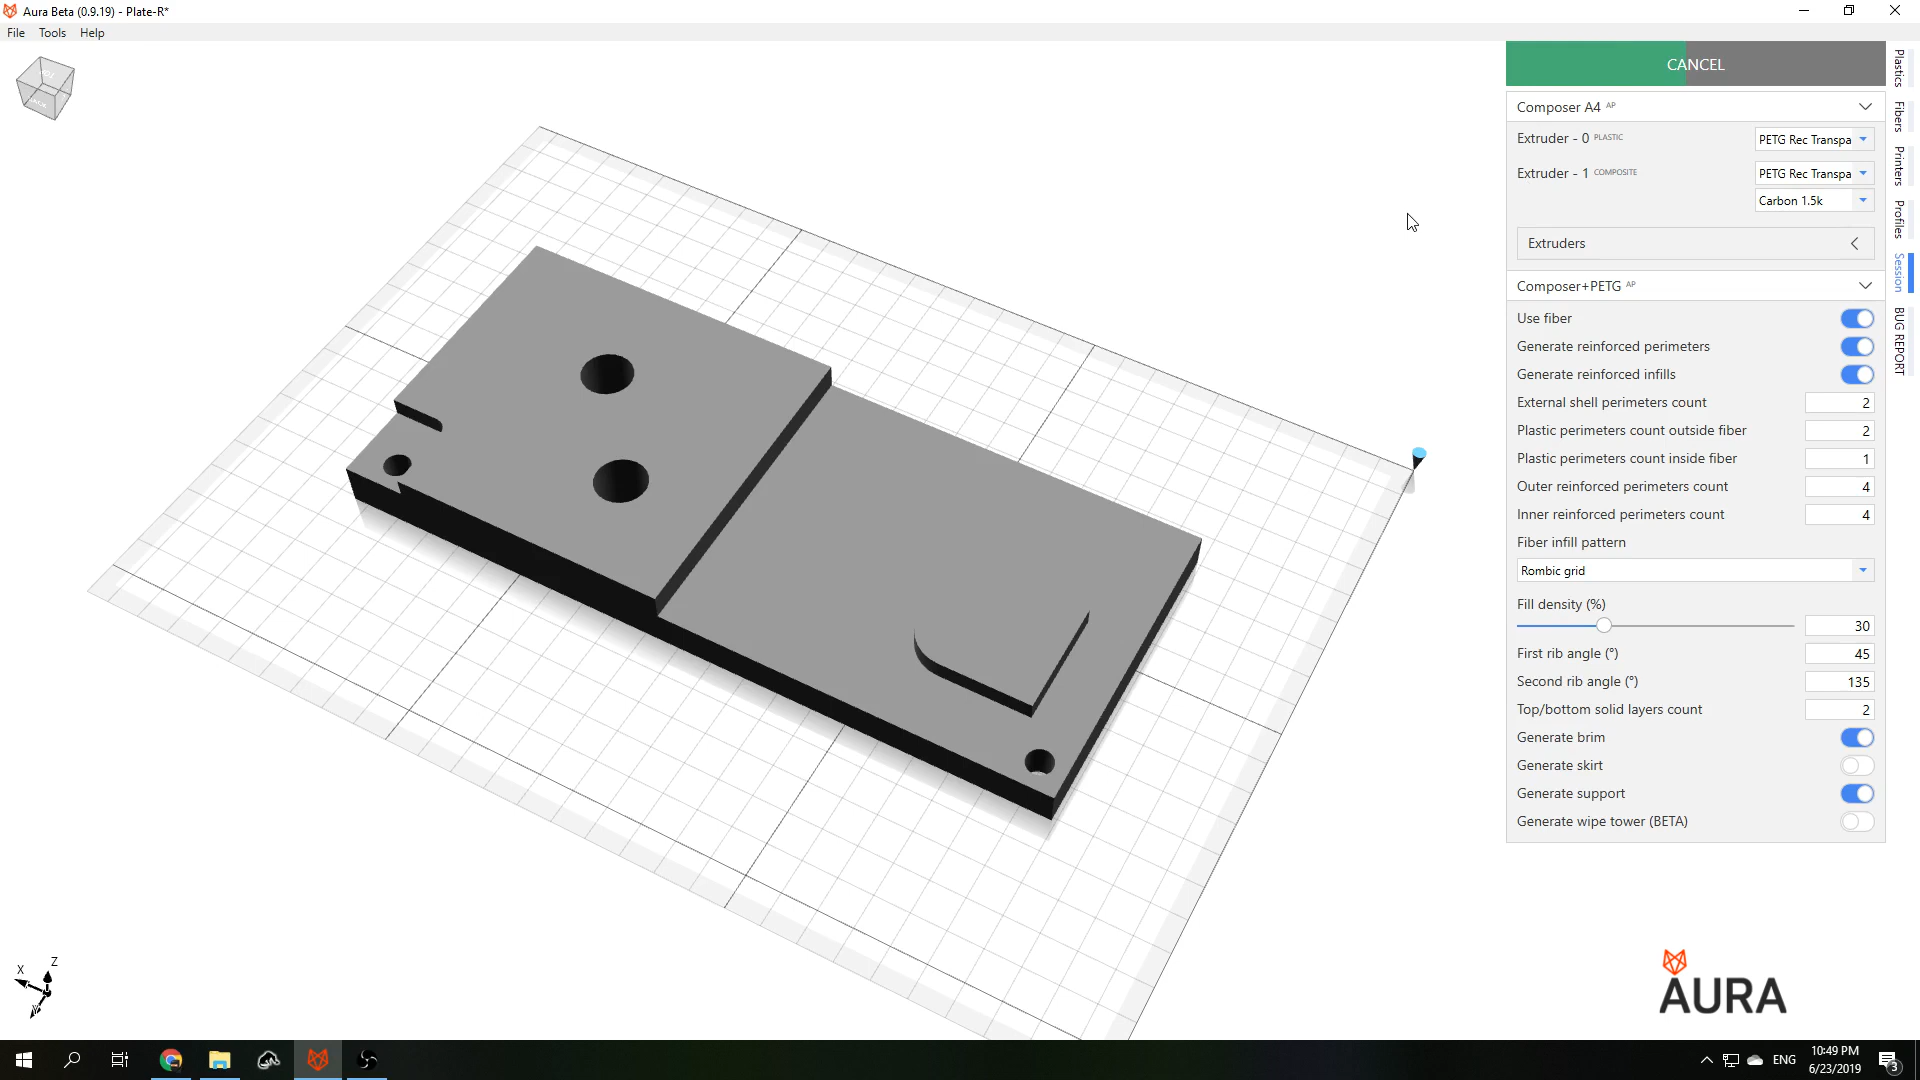 Aura Beta (0.9.19) - Plate-R*
File Tools Help
CANCEL
Composer A4 AP
Extruder - 0 PLASTIC
PETG Rec Transpa
Extruder - 1 COMPOSITE
PETG Rec Transpa
Carbon 1.5k
Extruders
Composer+PETG AP
Use fiber
Generate reinforced perimeters
Generate reinforced infills
External shell perimeters count 2
Plastic perimeters count outside fiber 2
Plastic perimeters count inside fiber 1
Outer reinforced perimeters count 4
Inner reinforced perimeters count 4
Fiber infill pattern
Rombic grid
Fill density (%)
30
First rib angle (°) 45
Second rib angle (°) 135
Top/bottom solid layers count 2
Generate brim
Generate skirt
Generate support
Generate wipe tower (BETA)
Plastics
Fibers
Printers
Profiles
Session
BUG REPORT
X
Z
Y
AURA
ENG
10:49 PM
6/23/2019
3